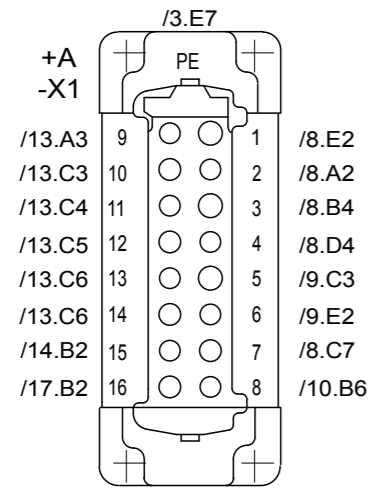 /3.E7
+A
PE
-X1
/13.A3 9 1 /8.E2
/13.C3 10 2 /8.A2
/13.C4 11 3 /8.B4
/13.C5 12 4 /8.D4
/13.C6 13 5 /9.C3
/13.C6 14 6 /9.E2
/14.B2 15 7 /8.C7
/17.B2 16 8 /10.B6